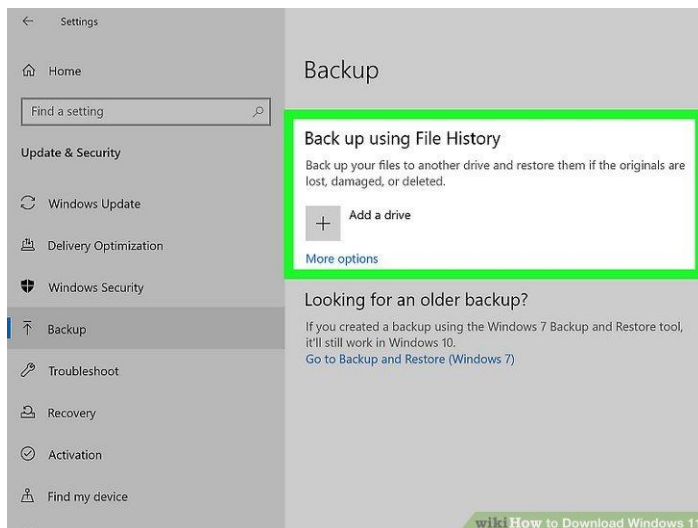 Settings
Home
Find a setting
Update & Security
Windows Update
Delivery Optimization
Windows Security
Backup
Troubleshoot
Recovery
Activation
Find my device
Backup
Back up using File History
Back up your files to another drive and restore them if the originals are
lost, damaged, or deleted.
Add a drive
More options
Looking for an older backup?
If you created a backup using the Windows 7 Backup and Restore tool,
it'll still work in Windows 10.
Go to Backup and Restore (Windows 7)
wikiHow to Download Windows 11